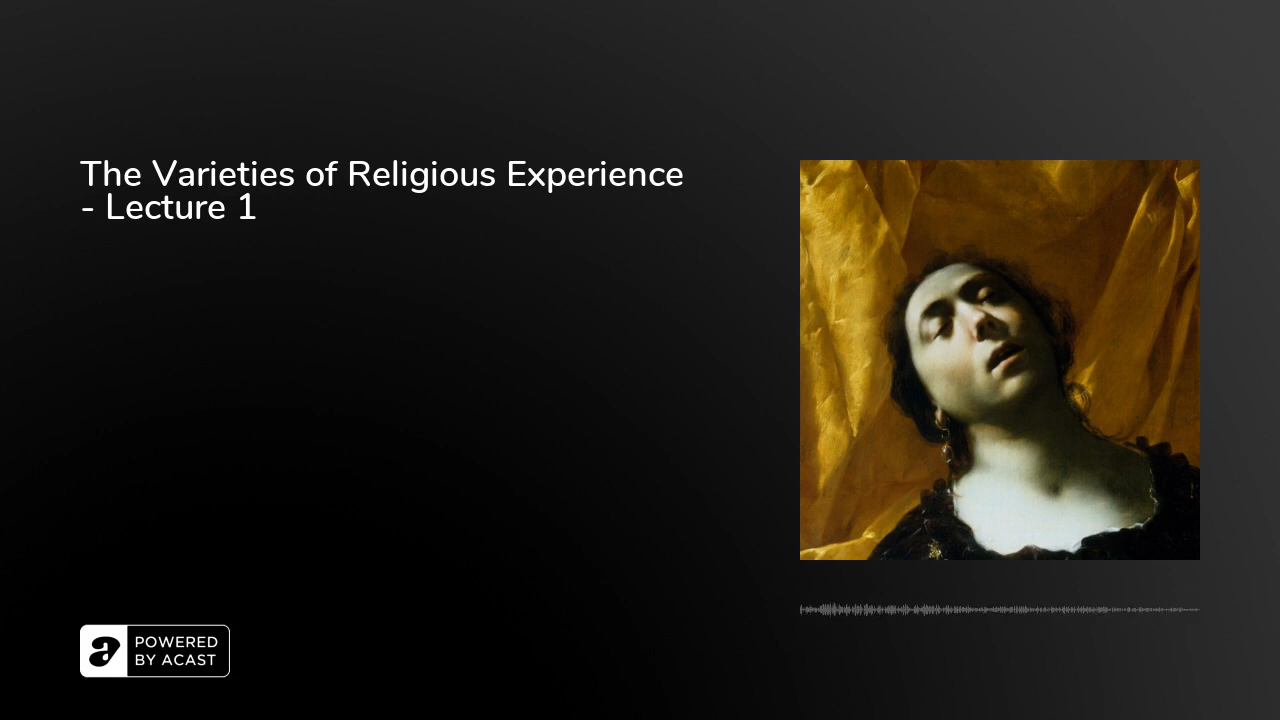 The Varieties of Religious Experience
- Lecture 1
POWERED
BY ACAST